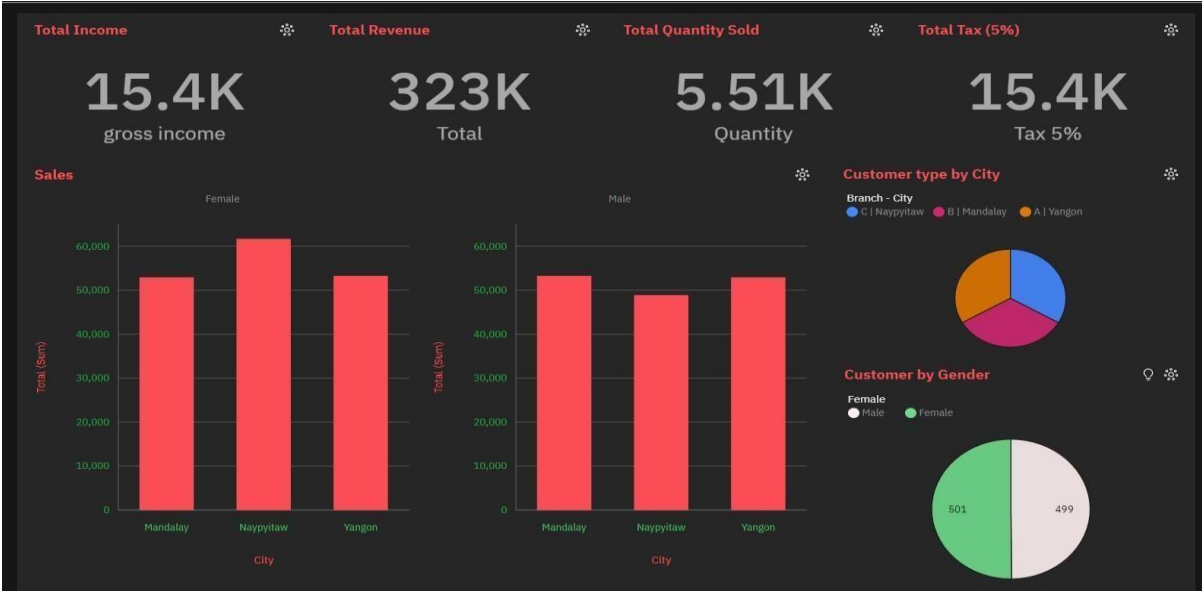 Total Income
Total Revenue
Total Quantity Sold
Total Tax (5%)
15.4K
323K
5.51K
15.4K
gross income
Total
Quantity
Tax 5%
Sales
Female
Male
60,000
50,000
40,000
30,000
20,000
10,000
0
Total (Sum)
Mandalay
Naypyitaw
Yangon
City
60,000
50,000
40,000
30,000
20,000
10,000
0
Total (Sum)
Mandalay
Naypyitaw
Yangon
City
Customer type by City
Branch - City
C | Naypyitaw
B | Mandalay
A | Yangon
Customer by Gender
Female
Male
Female
501
499